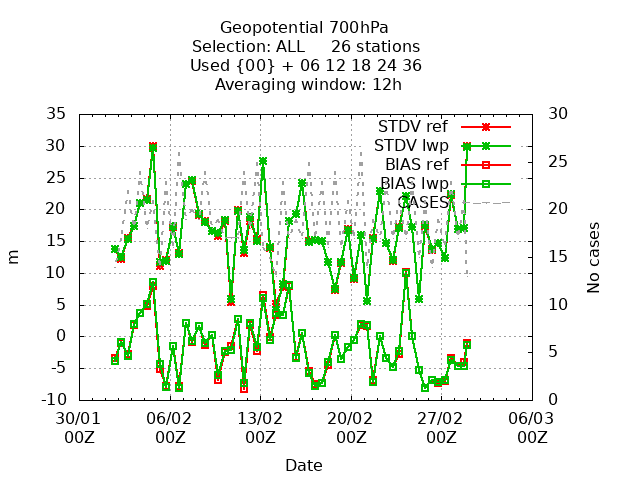 Geopotential 700hPa
Selection: ALL 26 stations
Used {00} + 06 12 18 24 36
Averaging window: 12h
35
30
25
20
15
10
5
0
-5
-10
m
30
25
20
15
10
5
0
No cases
STDV ref
STDV lwp
BIAS ref
BIAS lwp
CASES
30/01 06/02 13/02 20/02 27/02 06/03
00Z 00Z 00Z 00Z 00Z 00Z
Date